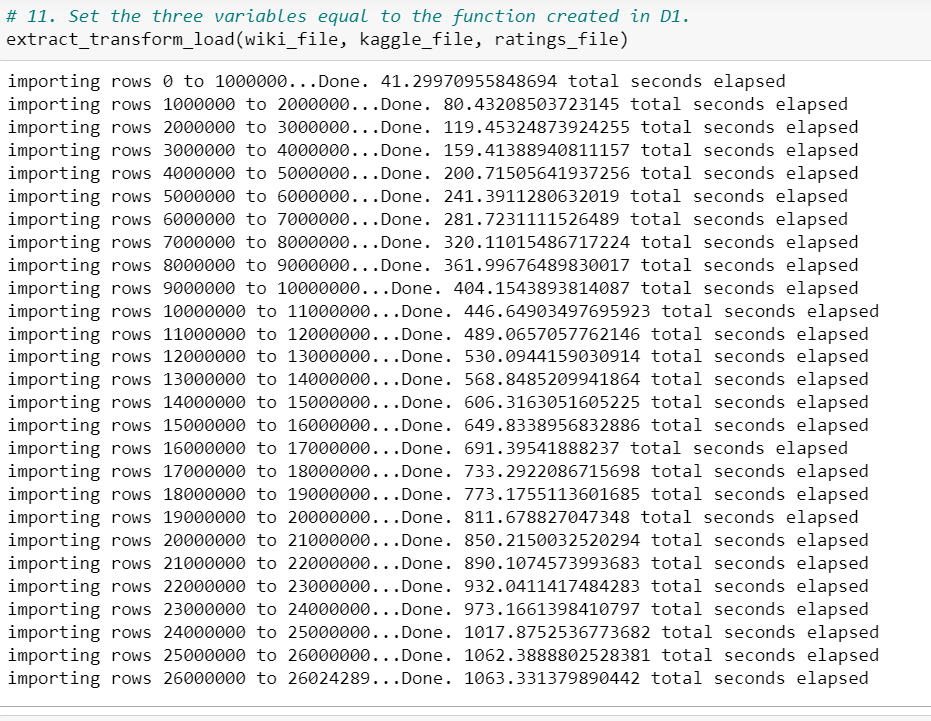 # 11. Set the three variables equal to the function created in D1.
extract_transform_load(wiki_file, kaggle_file, ratings_file)
importing rows 0 to 1000000...Done. 41.29970955848694 total seconds elapsed
importing rows 1000000 to 2000000...Done. 80.43208503723145 total seconds elapsed
importing rows 2000000 to 3000000...Done. 119.45324873924255 total seconds elapsed
importing rows 3000000 to 4000000...Done. 159.41388940811157 total seconds elapsed
importing rows 4000000 to 5000000...Done. 200.71505641937256 total seconds elapsed
importing rows 5000000 to 6000000...Done. 241.3911280632019 total seconds elapsed
importing rows 6000000 to 7000000...Done. 281.7231111526489 total seconds elapsed
importing rows 7000000 to 8000000...Done. 320.11015486717224 total seconds elapsed
importing rows 8000000 to 9000000...Done. 361.99676489830017 total seconds elapsed
importing rows 9000000 to 10000000...Done. 404.1543893814087 total seconds elapsed
importing rows 10000000 to 11000000...Done. 446.64903497695923 total seconds elapsed
importing rows 11000000 to 12000000...Done. 489.0657057762146 total seconds elapsed
importing rows 12000000 to 13000000...Done. 530.0944159030914 total seconds elapsed
importing rows 13000000 to 14000000...Done. 568.8485209941864 total seconds elapsed
importing rows 14000000 to 15000000...Done. 606.3163051605225 total seconds elapsed
importing rows 15000000 to 16000000...Done. 649.8338956832886 total seconds elapsed
importing rows 16000000 to 17000000...Done. 691.39541888237 total seconds elapsed
importing rows 17000000 to 18000000...Done. 733.2922086715698 total seconds elapsed
importing rows 18000000 to 19000000...Done. 773.1755113601685 total seconds elapsed
importing rows 19000000 to 20000000...Done. 811.678827047348 total seconds elapsed
importing rows 20000000 to 21000000...Done. 850.2150032520294 total seconds elapsed
importing rows 21000000 to 22000000...Done. 890.1074573993683 total seconds elapsed
importing rows 22000000 to 23000000...Done. 932.0411417484283 total seconds elapsed
importing rows 23000000 to 24000000...Done. 973.1661398410797 total seconds elapsed
importing rows 24000000 to 25000000...Done. 1017.8752536773682 total seconds elapsed
importing rows 25000000 to 26000000...Done. 1062.3888802528381 total seconds elapsed
importing rows 26000000 to 26024289...Done. 1063.331379890442 total seconds elapsed